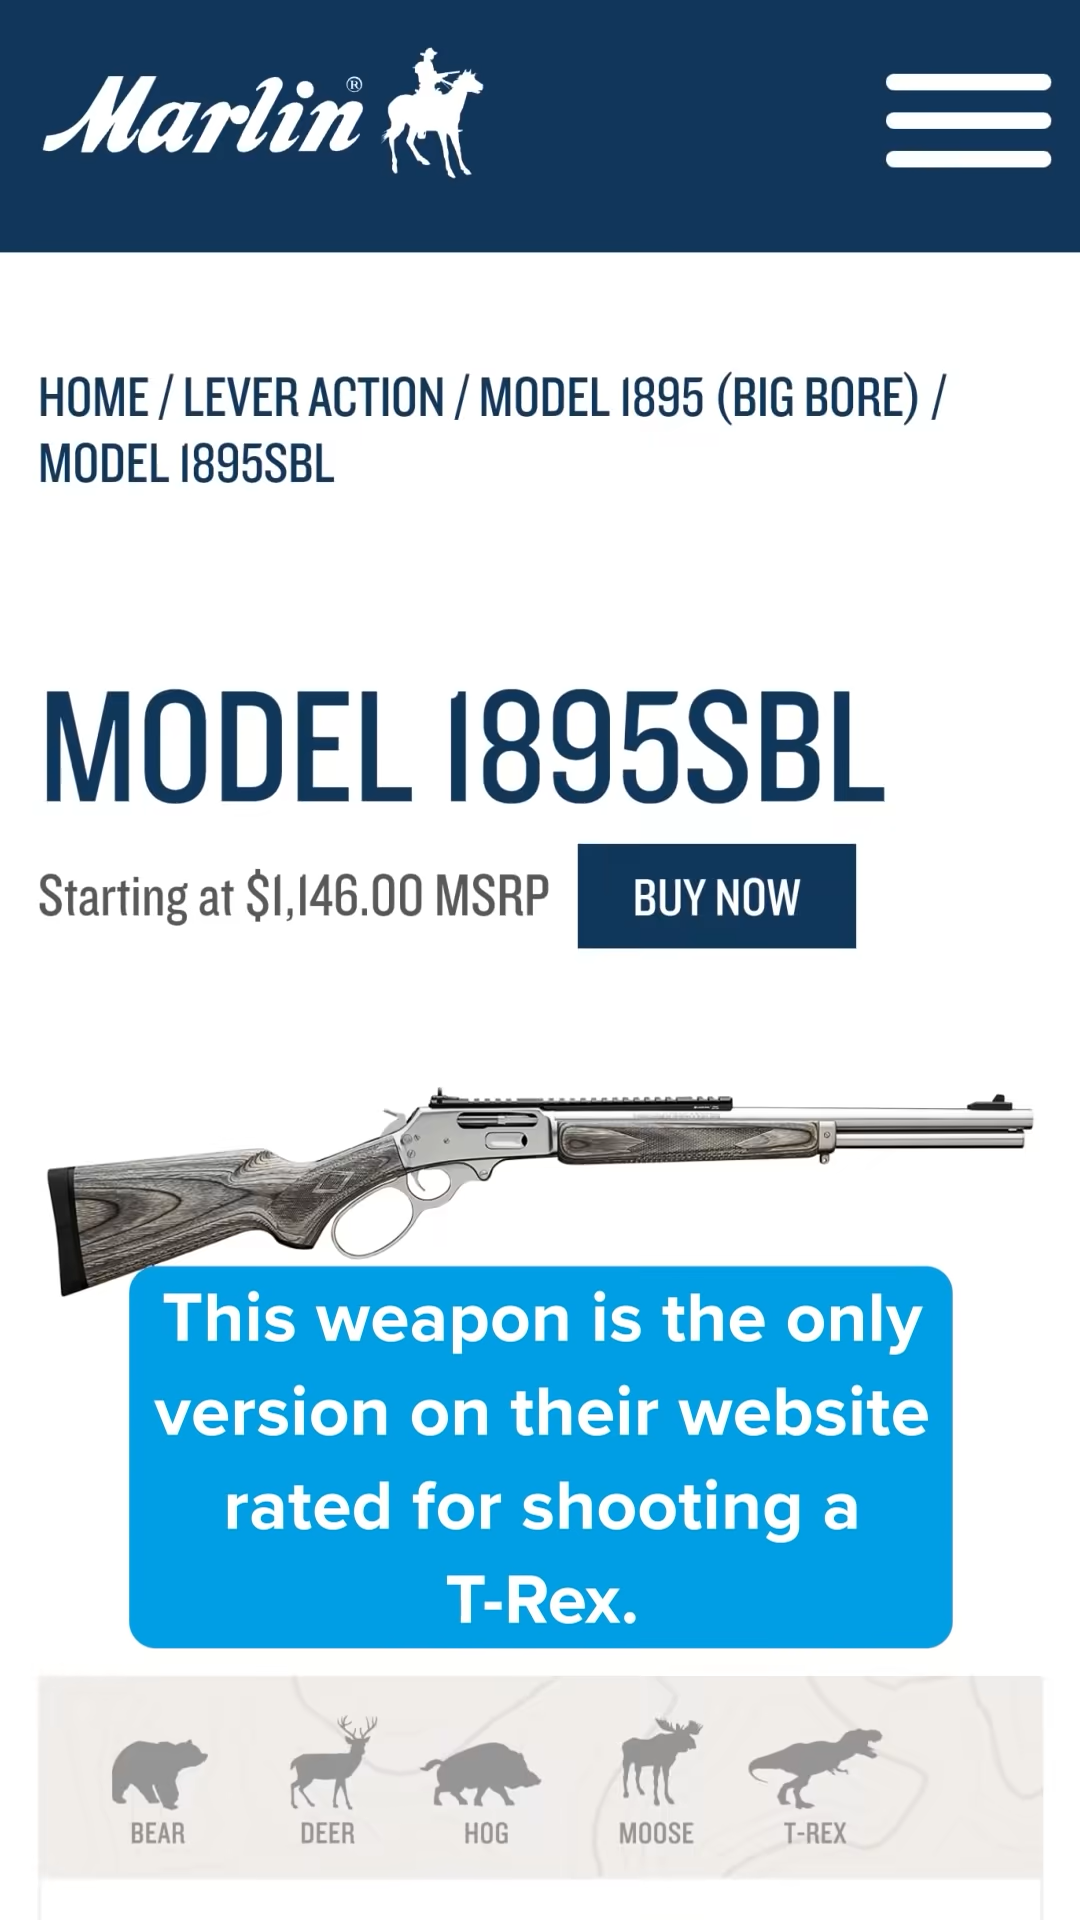 Marlin®
HOME / LEVER ACTION / MODEL 1895 (BIG BORE) /
MODEL 1895SBL
MODEL 1895SBL
Starting at $1,146.00 MSRP
BUY NOW
This weapon is the only
version on their website
rated for shooting a
T-Rex.
BEAR
DEER
HOG
MOOSE
T-REX